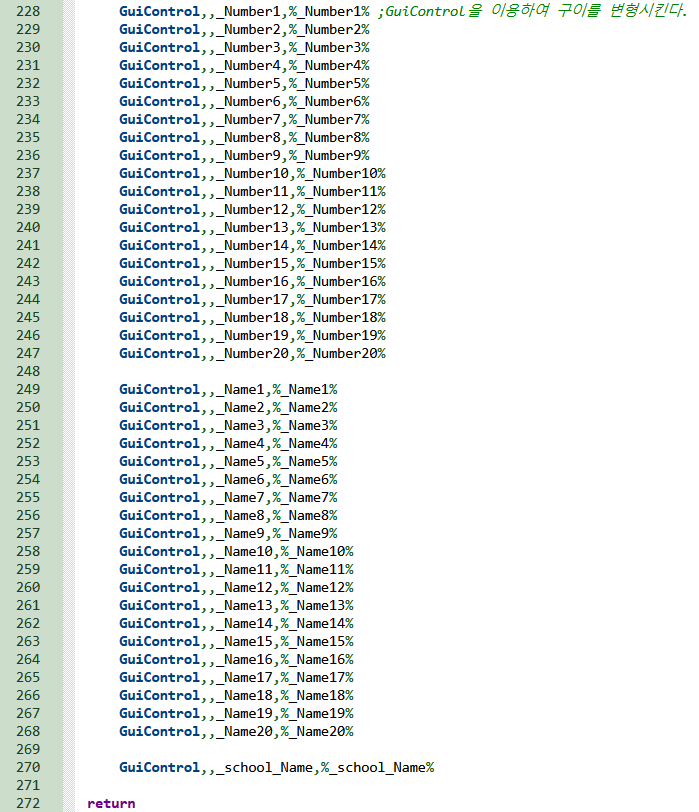 228 GuiControl,,_Number1,%_Number1% ;GuiControl을 이용하여 구이를 변형시킨다.
229 GuiControl,,_Number2,%_Number2%
230 GuiControl,,_Number3,%_Number3%
231 GuiControl,,_Number4,%_Number4%
232 GuiControl,,_Number5,%_Number5%
233 GuiControl,,_Number6,%_Number6%
234 GuiControl,,_Number7,%_Number7%
235 GuiControl,,_Number8,%_Number8%
236 GuiControl,,_Number9,%_Number9%
237 GuiControl,,_Number10,%_Number10%
238 GuiControl,,_Number11,%_Number11%
239 GuiControl,,_Number12,%_Number12%
240 GuiControl,,_Number13,%_Number13%
241 GuiControl,,_Number14,%_Number14%
242 GuiControl,,_Number15,%_Number15%
243 GuiControl,,_Number16,%_Number16%
244 GuiControl,,_Number17,%_Number17%
245 GuiControl,,_Number18,%_Number18%
246 GuiControl,,_Number19,%_Number19%
247 GuiControl,,_Number20,%_Number20%
248
249 GuiControl,,_Name1,%_Name1%
250 GuiControl,,_Name2,%_Name2%
251 GuiControl,,_Name3,%_Name3%
252 GuiControl,,_Name4,%_Name4%
253 GuiControl,,_Name5,%_Name5%
254 GuiControl,,_Name6,%_Name6%
255 GuiControl,,_Name7,%_Name7%
256 GuiControl,,_Name8,%_Name8%
257 GuiControl,,_Name9,%_Name9%
258 GuiControl,,_Name10,%_Name10%
259 GuiControl,,_Name11,%_Name11%
260 GuiControl,,_Name12,%_Name12%
261 GuiControl,,_Name13,%_Name13%
262 GuiControl,,_Name14,%_Name14%
263 GuiControl,,_Name15,%_Name15%
264 GuiControl,,_Name16,%_Name16%
265 GuiControl,,_Name17,%_Name17%
266 GuiControl,,_Name18,%_Name18%
267 GuiControl,,_Name19,%_Name19%
268 GuiControl,,_Name20,%_Name20%
269
270 GuiControl,,_school_Name,%_school_Name%
271
272 return